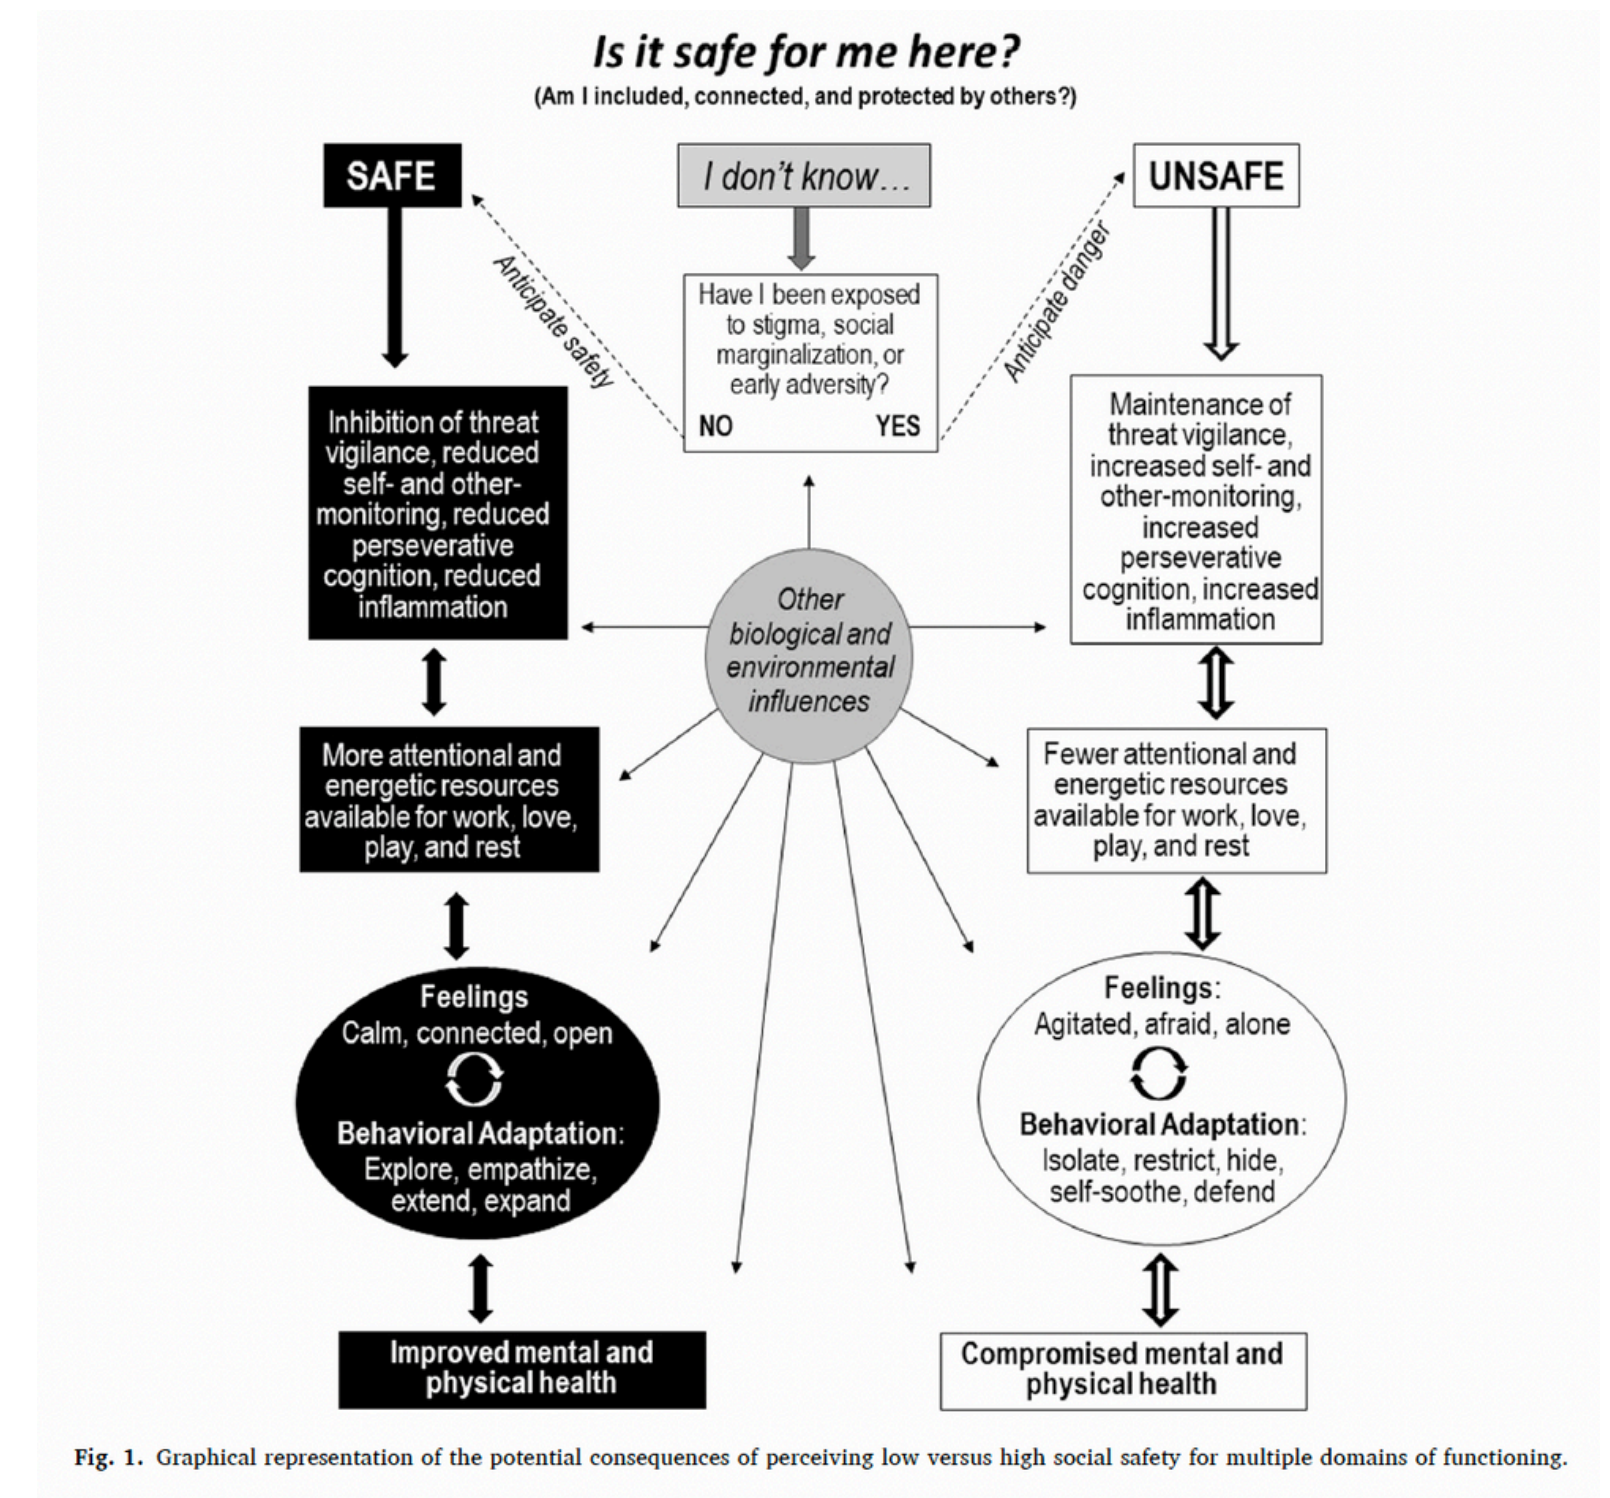 Is it safe for me here?
(Am I included, connected, and protected by others?)
SAFE
I don't know...
UNSAFE
Anticipate safety
Have I been exposed
to stigma, social
marginalization, or
early adversity?
NO YES
Anticipate danger
Inhibition of threat
vigilance, reduced
self- and other-
monitoring, reduced
perseverative
cognition, reduced
inflammation
Other
biological and
environmental
influences
Maintenance of
threat vigilance,
increased self- and
other-monitoring,
increased
perseverative
cognition, increased
inflammation
More attentional and
energetic resources
available for work, love,
play, and rest
Fewer attentional and
energetic resources
available for work, love,
play, and rest
Feelings
Calm, connected, open
Behavioral Adaptation:
Explore, empathize,
extend, expand
Feelings:
Agitated, afraid, alone
Behavioral Adaptation:
Isolate, restrict, hide,
self-soothe, defend
Improved mental and
physical health
Compromised mental and
physical health
Fig. 1. Graphical representation of the potential consequences of perceiving low versus high social safety for multiple domains of functioning.